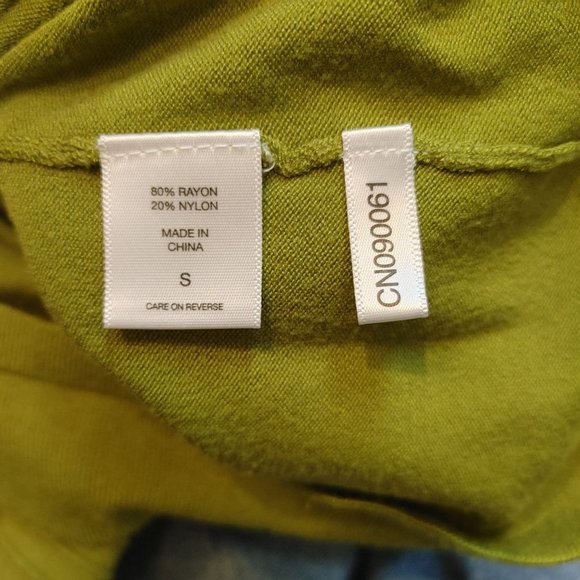 80% RAYON
20% NYLON
MADE IN
CHINA
S
CARE ON REVERSE
CN090061